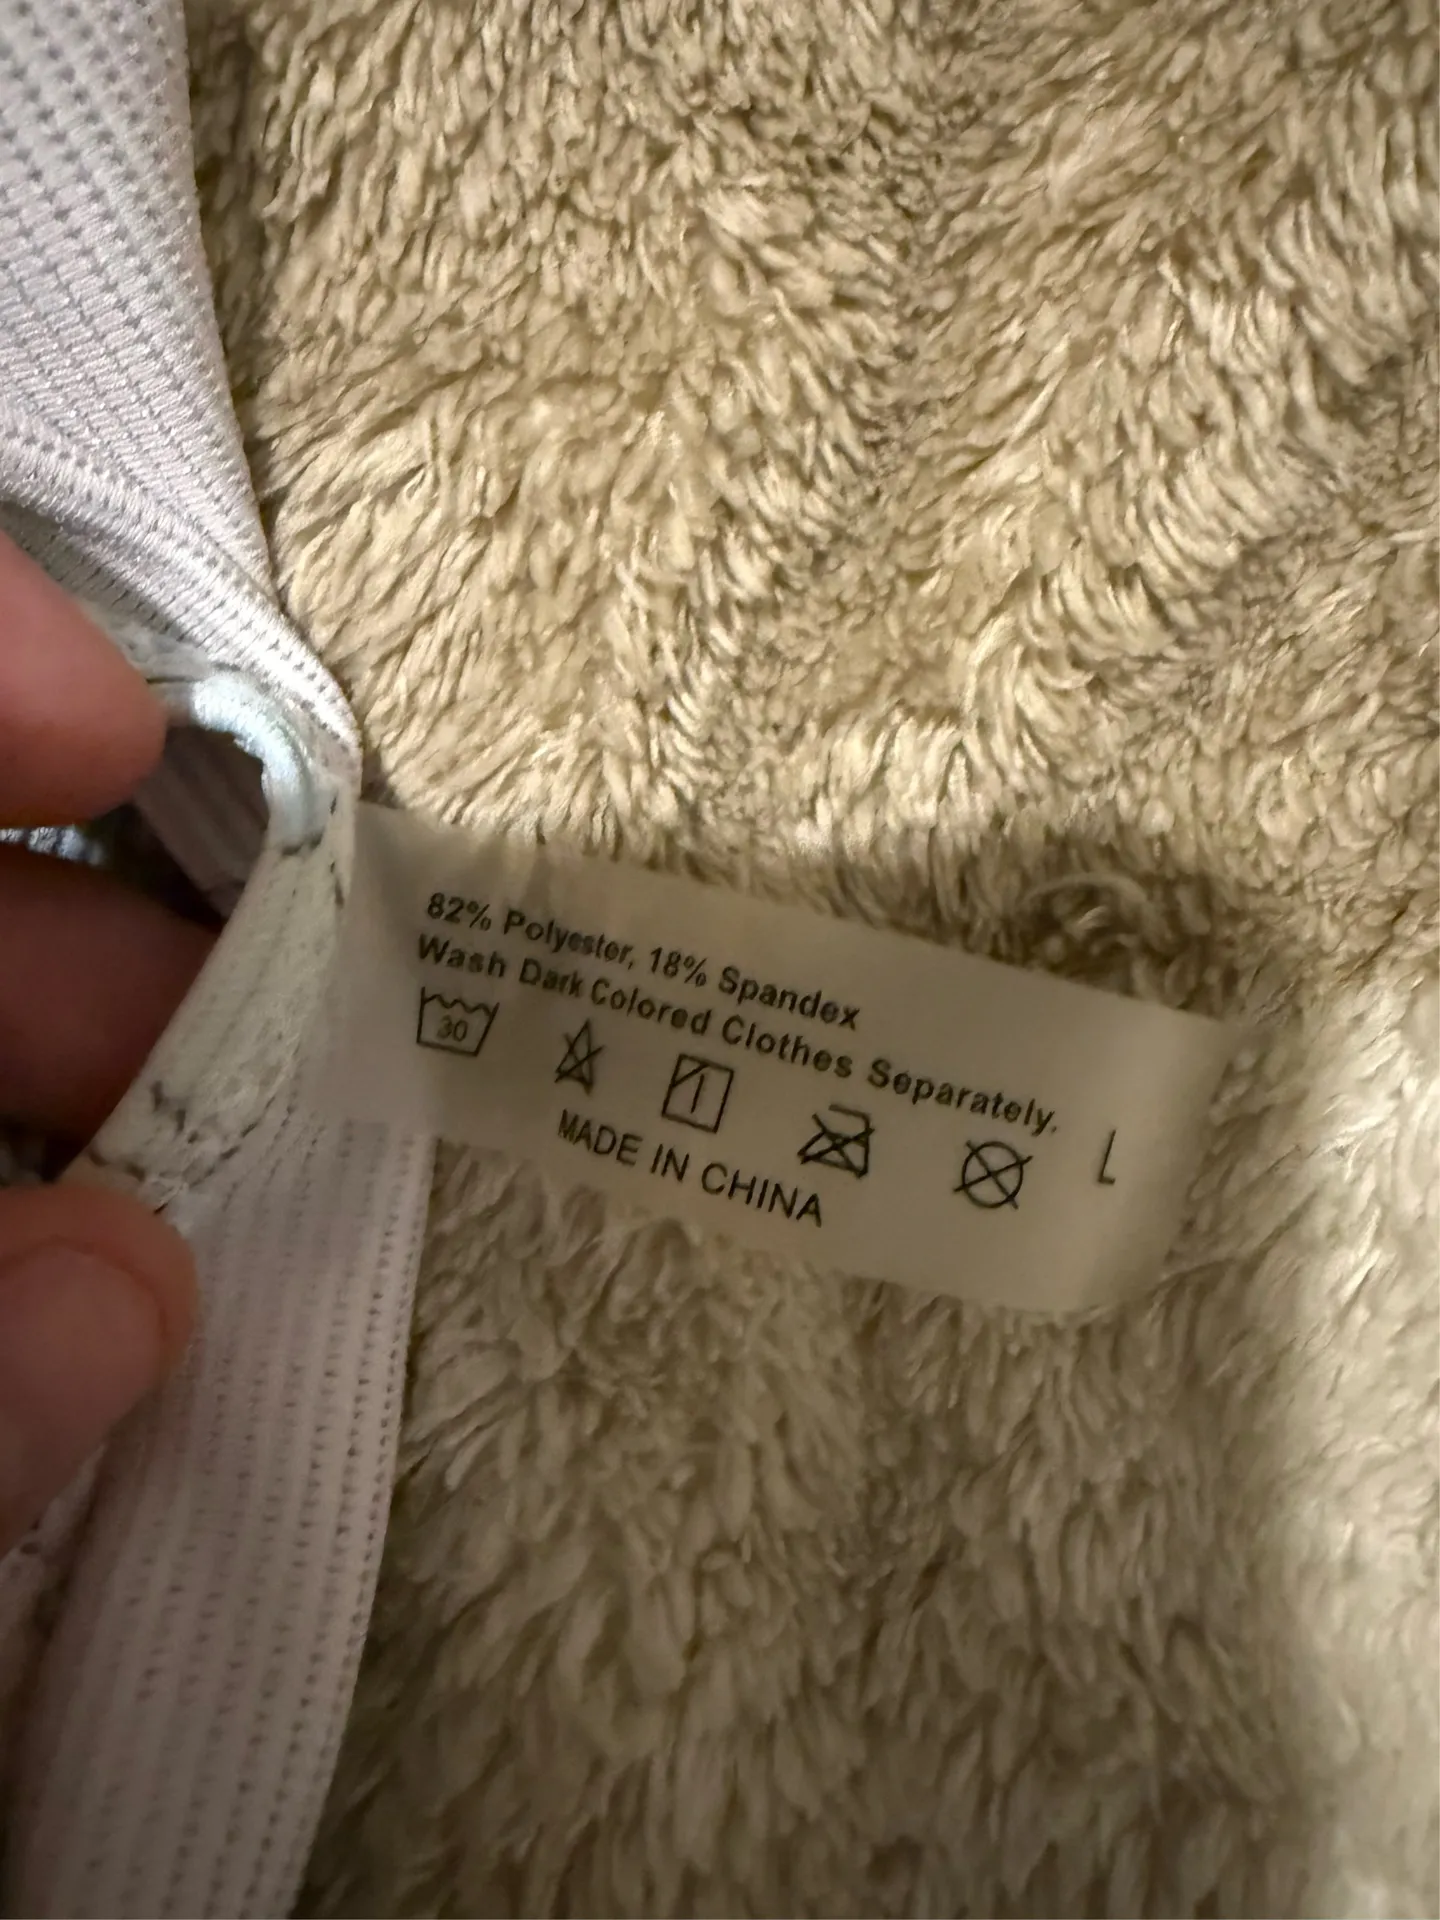 82% Polyester, 18% Spandex
Wash Dark Colored Clothes Separately.
30
L
MADE IN CHINA